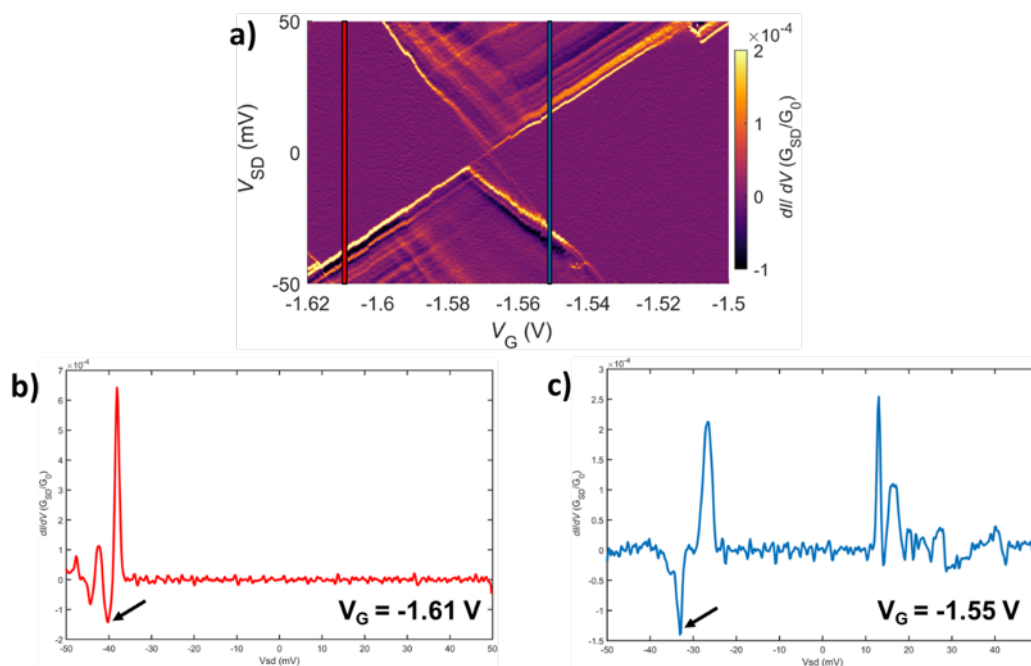 a)
50
0
-50
V_SD (mV)
-1.62 -1.6 -1.58 -1.56 -1.54 -1.52 -1.5
V_G (V)
×10^-4
2
1
0
-1
dI/ dV (G_SD/G_0)
b)
×10^-4
7
6
5
4
3
2
1
0
-1
-2
dI/dV (G_SD/G_0)
-50 -40 -30 -20 -10 0 10 20 30 40 50
Vsd (mV)
V_G = -1.61 V
c)
×10^-4
3
2.5
2
1.5
1
0.5
0
-0.5
-1
-1.5
dI/dV (G_SD/G_0)
-50 -40 -30 -20 -10 0 10 20 30 40 50
Vsd (mV)
V_G = -1.55 V